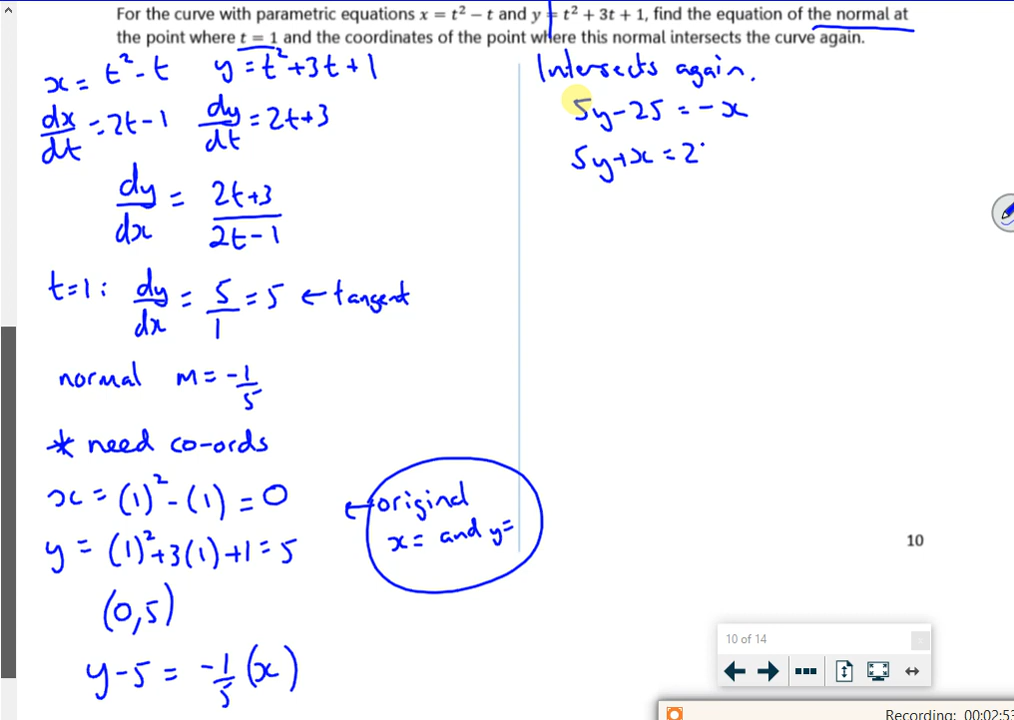 For the curve with parametric equations x = t² − t and y = t² + 3t + 1, find the equation of the normal at
the point where t = 1 and the coordinates of the point where this normal intersects the curve again.
x = t² - t y = t² + 3t + 1
dx/dt = 2t - 1 dy/dt = 2t + 3
dy/dx = 2t+3/2t-1
t=1: dy/dx = 5/1 = 5 ← tangent
normal m = -1/5
* need co-ords
x = (1)² - (1) = 0
y = (1)² + 3(1) + 1 = 5
(0,5)
y - 5 = -1/5 (x)
← original
x = and y =
Intersects again.
5y - 25 = - x
5y + x = 2
10
10 of 14
Recording: 00:02:53